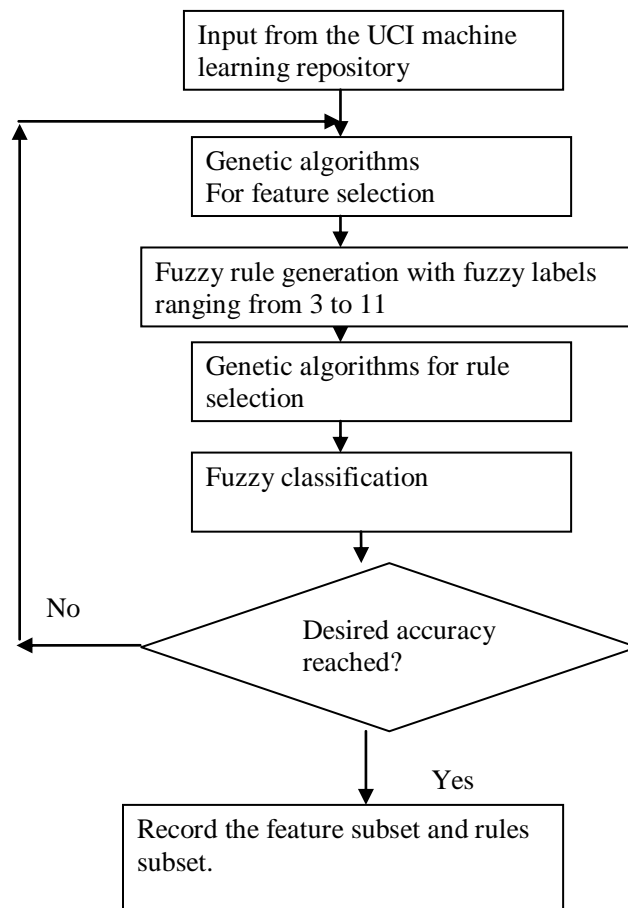 Input from the UCI machine
learning repository
Genetic algorithms
For feature selection
Fuzzy rule generation with fuzzy labels
ranging from 3 to 11
Genetic algorithms for rule
selection
Fuzzy classification
No
Desired accuracy
reached?
Yes
Record the feature subset and rules
subset.